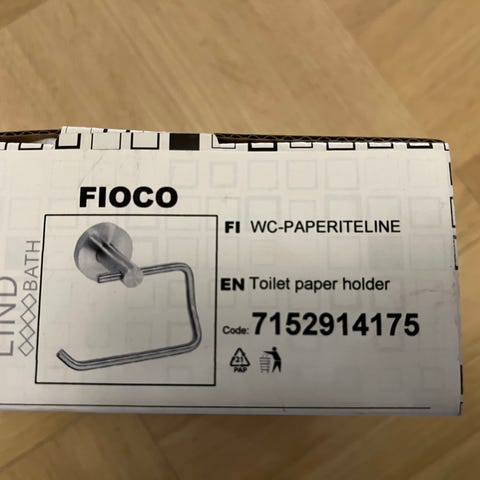 FIOCO
LIND
BATH
FI WC-PAPERITELINE
EN Toilet paper holder
Code: 7152914175
21
PAP